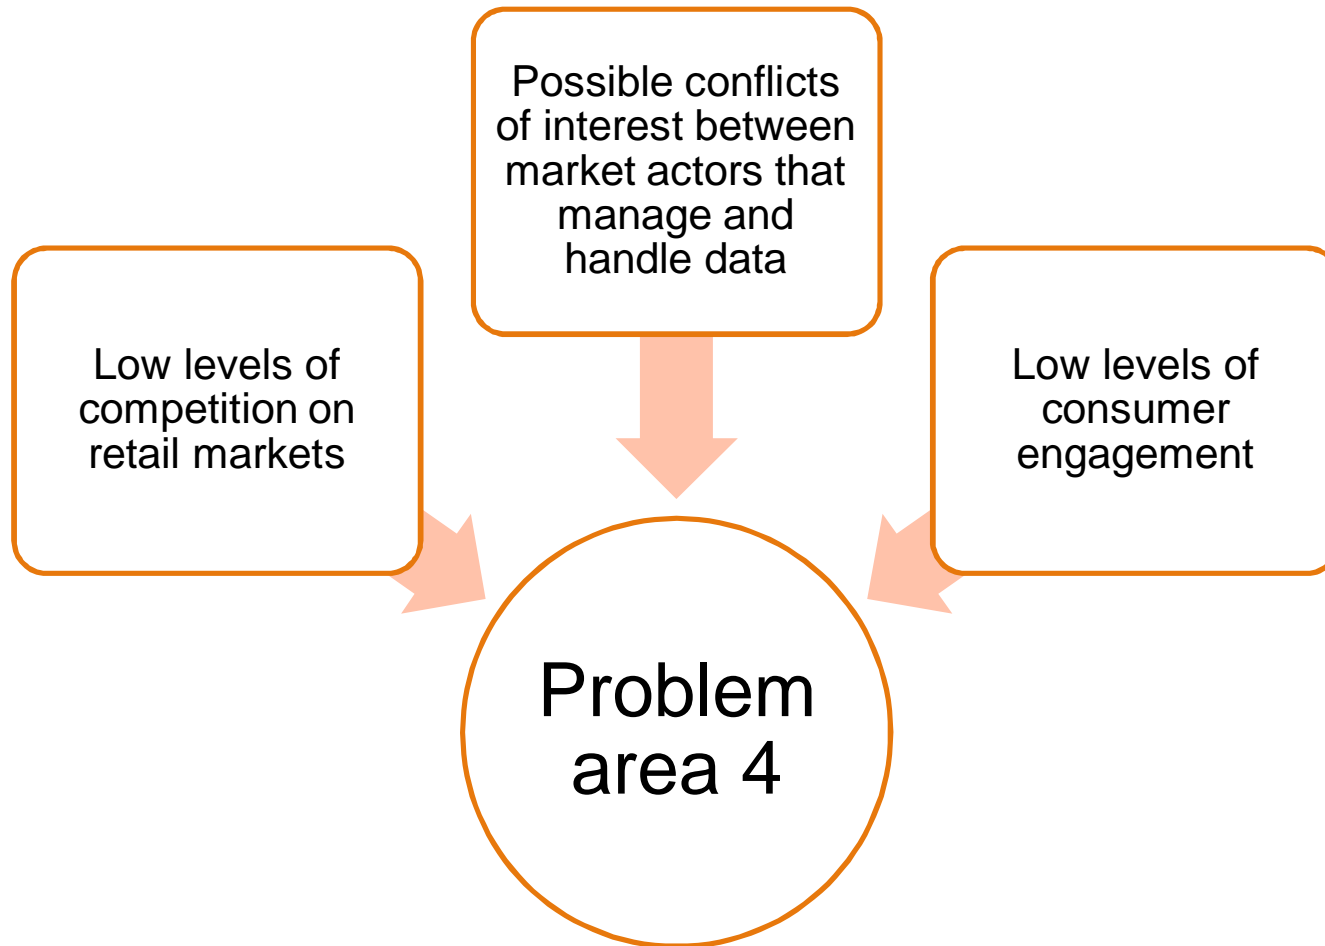 Low levels of
competition on
retail markets
Possible conflicts
of interest between
market actors that
manage and
handle data
Low levels of
consumer
engagement
Problem
area 4